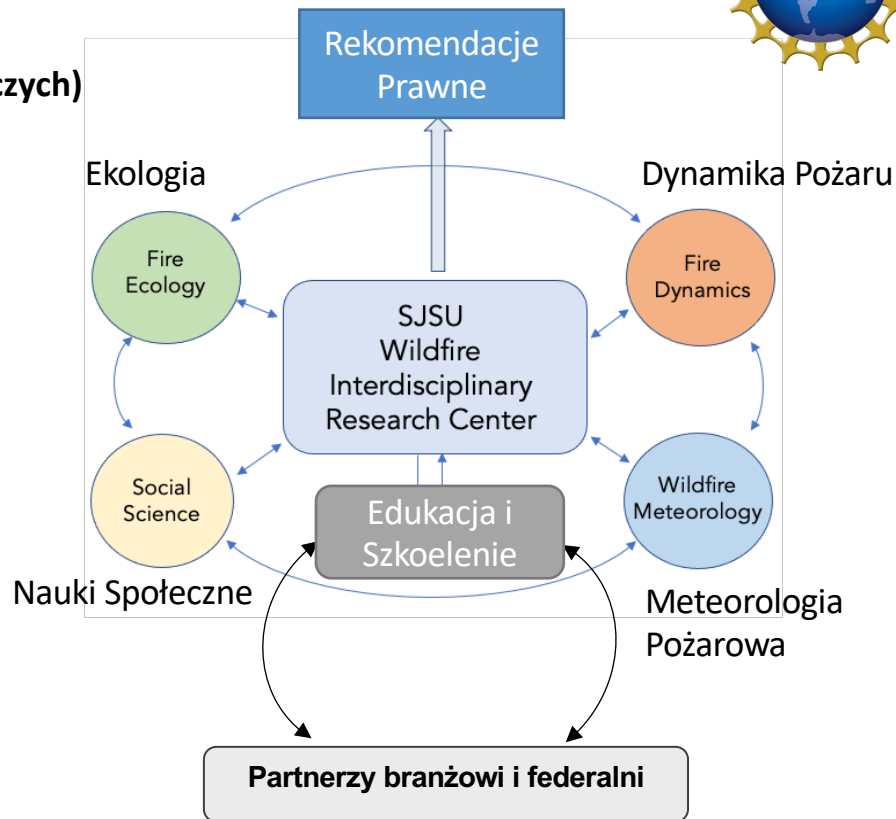 Rekomendacje
Prawne
czych)
Ekologia
Dynamika Pożaru
Fire
Ecology
Fire
Dynamics
SJSU
Wildfire
Interdisciplinary
Research Center
Social
Science
Wildfire
Meteorology
Edukacja i
Szkoelenie
Nauki Społeczne
Meteorologia
Pożarowa
Partnerzy branżowi i federalni